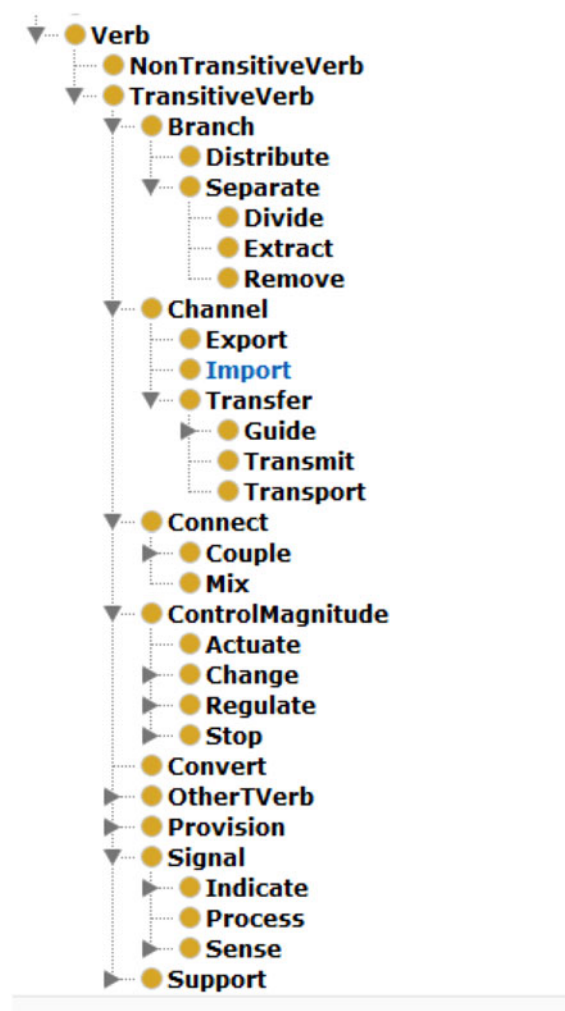 Verb
NonTransitiveVerb
TransitiveVerb
Branch
Distribute
Separate
Divide
Extract
Remove
Channel
Export
Import
Transfer
Guide
Transmit
Transport
Connect
Couple
Mix
ControlMagnitude
Actuate
Change
Regulate
Stop
Convert
OtherTVerb
Provision
Signal
Indicate
Process
Sense
Support